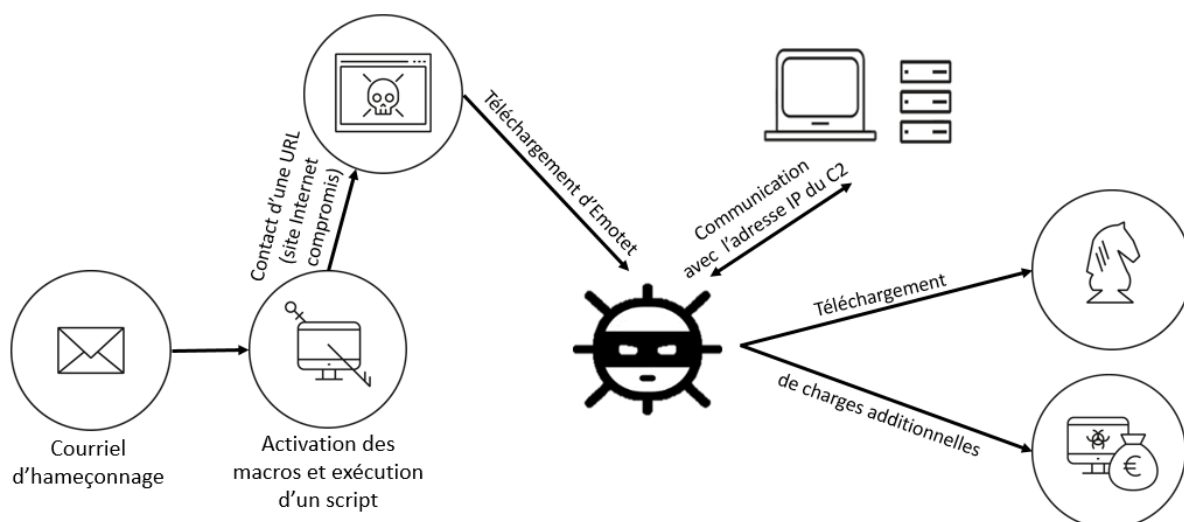 Courriel
d'hameçonnage
Activation des
macros et exécution
d'un script
Contact d'une URL
(site Internet
compromis)
Téléchargement d'Emotet
Communication
avec l'adresse IP du C2
Téléchargement
de charges additionnelles
€